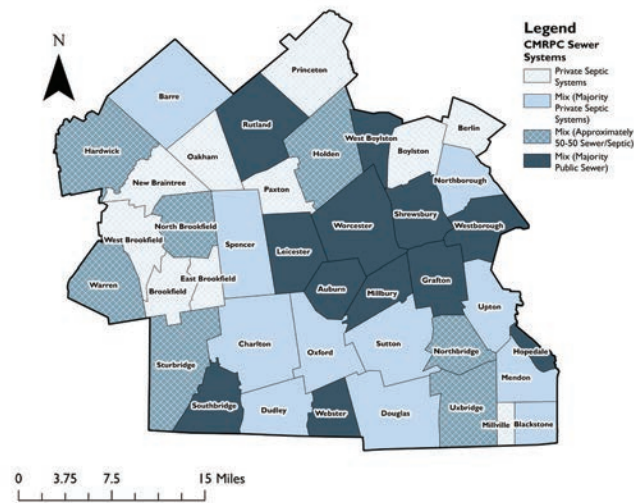 N
Legend
CMRPC Sewer
Systems
Private Septic
Systems
Mix (Majority
Private Septic
Systems)
Mix (Approximately
50-50 Sewer/Septic)
Mix (Majority
Public Sewer)
Princeton
Barre
Rutland
Berlin
West Boylston
Hardwick
Oakham
Holden
Boylston
Northborough
New Braintree
Paxton
Shrewsbury
North Brookfield
Worcester
Westborough
West Brookfield
Spencer
Leicester
East Brookfield
Grafton
Warren
Brookfield
Auburn
Millbury
Upton
Charlton
Oxford
Sutton
Northbridge
Hopedale
Sturbridge
Mendon
Southbridge
Uxbridge
Dudley
Webster
Douglas
Millville
Blackstone
0 3.75 7.5 15 Miles